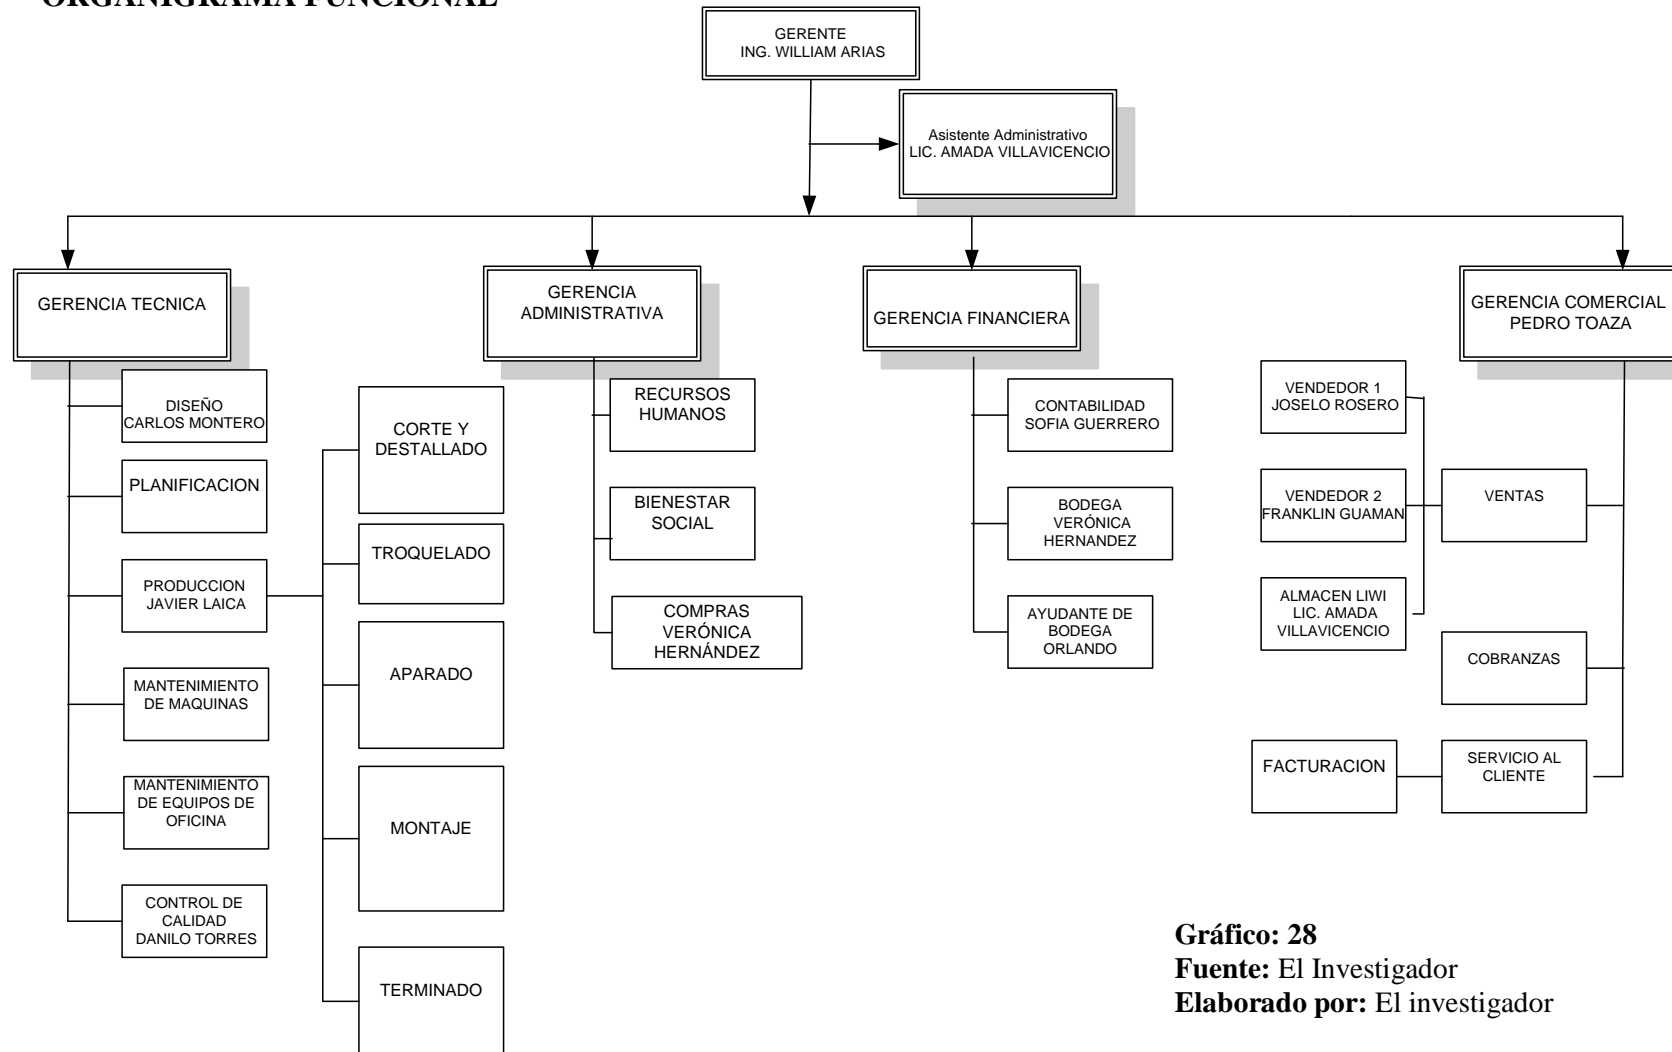 ORGANIGRAMA FUNCIONAL
GERENTE
ING. WILLIAM ARIAS
Asistente Administrativo
LIC. AMADA VILLAVICENCIO
GERENCIA TECNICA
DISEÑO
CARLOS MONTERO
PLANIFICACION
PRODUCCION
JAVIER LAICA
MANTENIMIENTO
DE MAQUINAS
MANTENIMIENTO
DE EQUIPOS DE
OFICINA
CONTROL DE
CALIDAD
DANILO TORRES
CORTE Y
DESTALLADO
TROQUELADO
APARADO
MONTAJE
TERMINADO
GERENCIA
ADMINISTRATIVA
RECURSOS
HUMANOS
BIENESTAR
SOCIAL
COMPRAS
VERÓNICA
HERNÁNDEZ
GERENCIA FINANCIERA
CONTABILIDAD
SOFIA GUERRERO
BODEGA
VERÓNICA
HERNANDEZ
AYUDANTE DE
BODEGA
ORLANDO
GERENCIA COMERCIAL
PEDRO TOAZA
VENDEDOR 1
JOSELO ROSERO
VENDEDOR 2
FRANKLIN GUAMAN
ALMACEN LIWI
LIC. AMADA
VILLAVICENCIO
VENTAS
COBRANZAS
SERVICIO AL
CLIENTE
FACTURACION
Gráfico: 28
Fuente: El Investigador
Elaborado por: El investigador